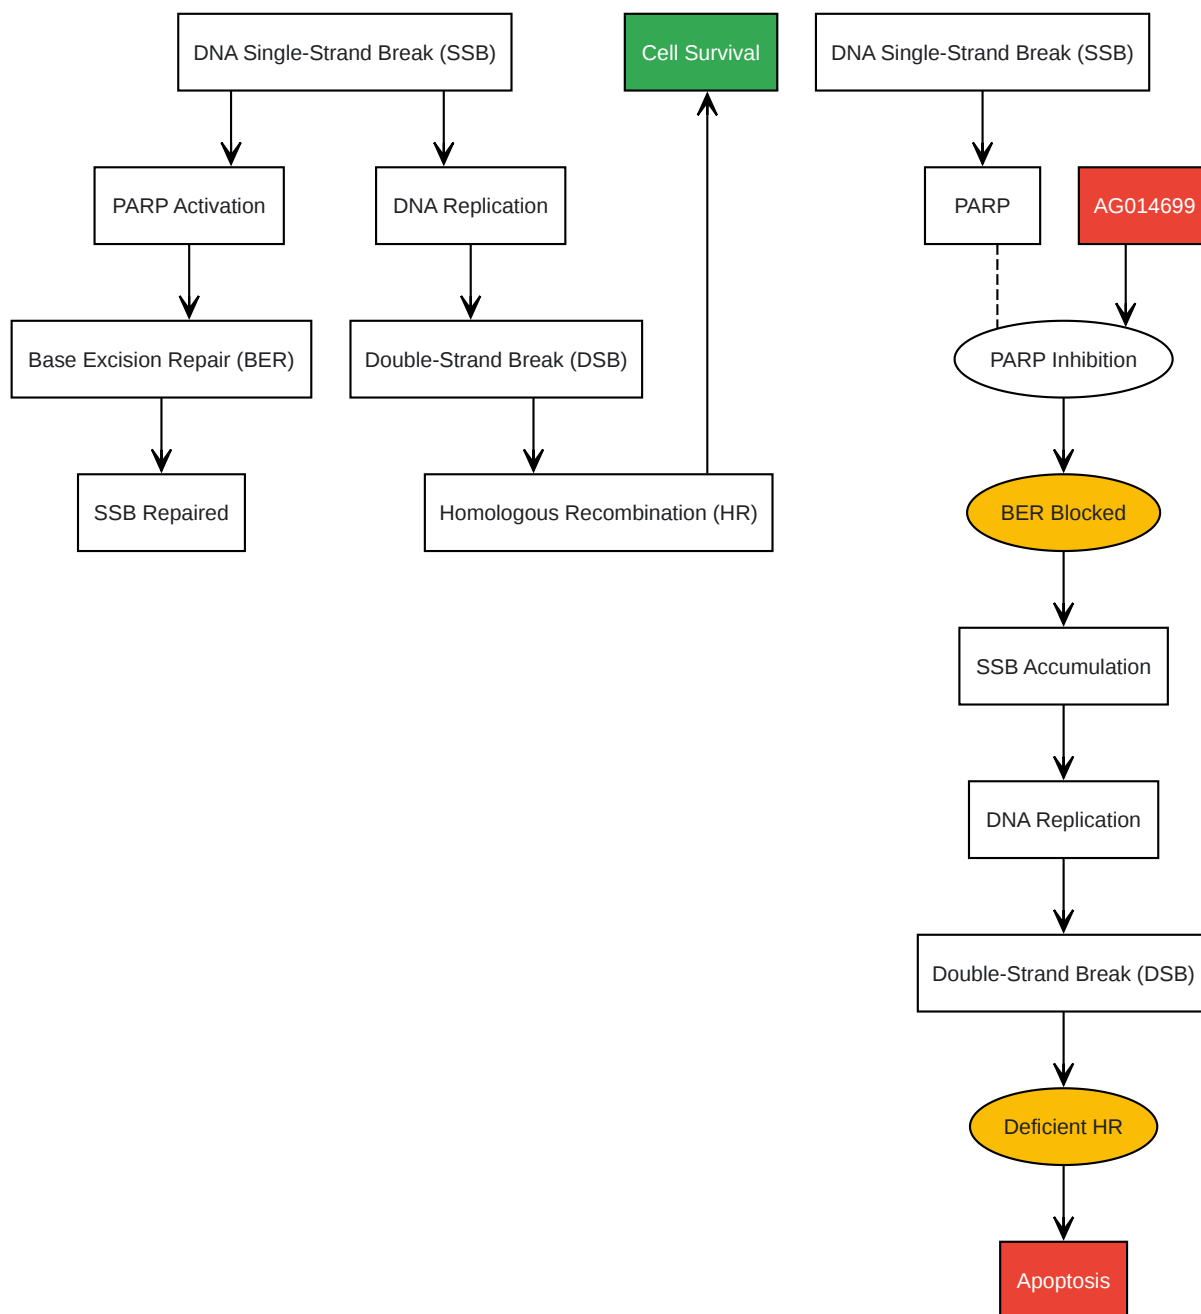 DNA Single-Strand Break (SSB)
Cell Survival
DNA Single-Strand Break (SSB)
PARP Activation
DNA Replication
PARP
AG014699
Base Excision Repair (BER)
Double-Strand Break (DSB)
PARP Inhibition
SSB Repaired
Homologous Recombination (HR)
BER Blocked
SSB Accumulation
DNA Replication
Double-Strand Break (DSB)
Deficient HR
Apoptosis